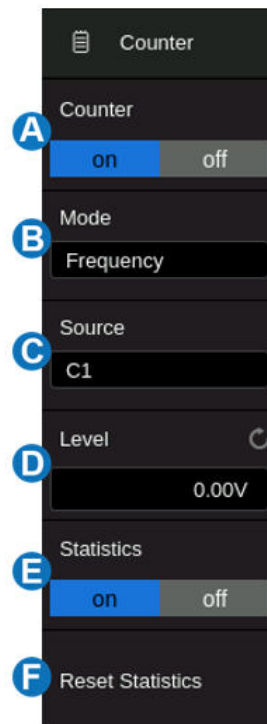 Counter
A
Counter
on off
B
Mode
Frequency
C
Source
C1
D
Level
0.00V
E
Statistics
on off
F
Reset Statistics